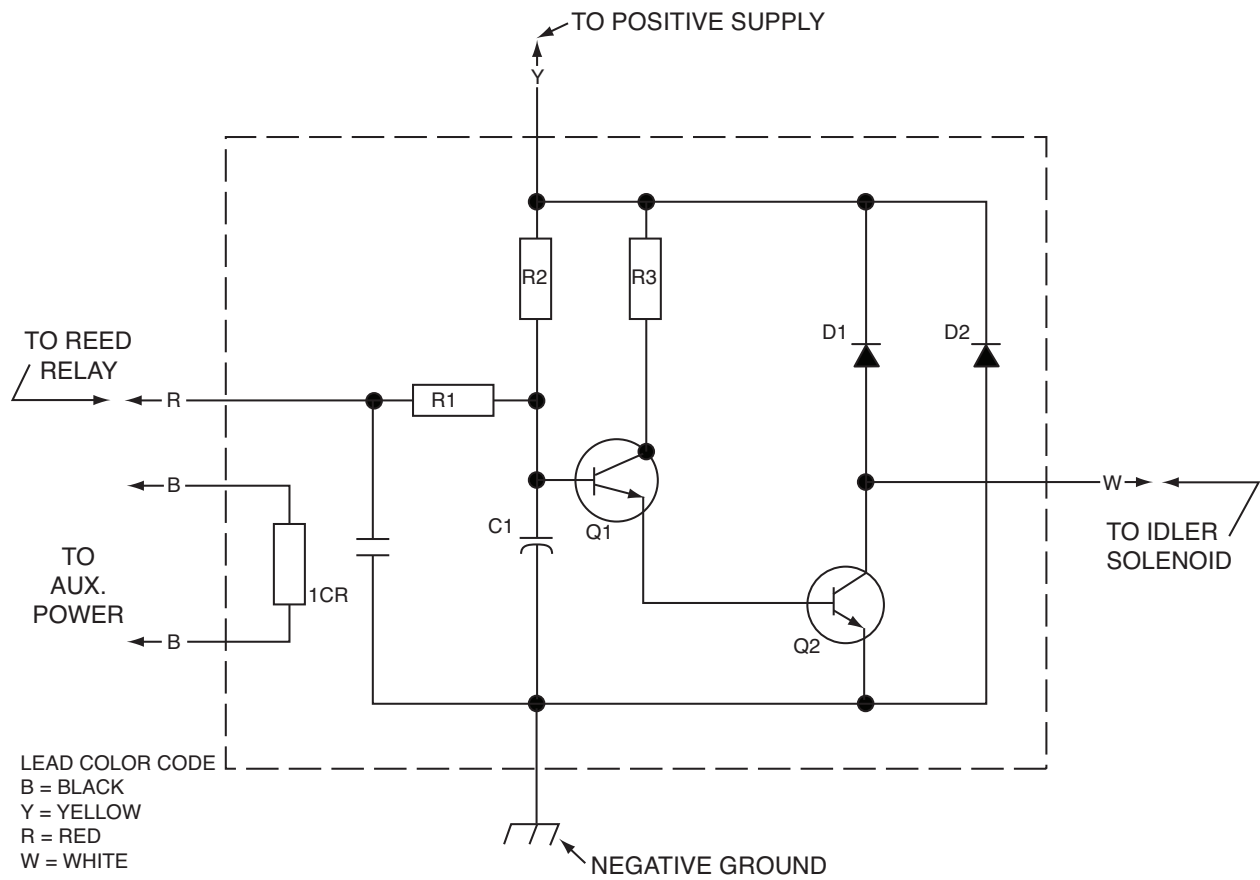 TO POSITIVE SUPPLY
Y
R2
R3
D1
D2
TO REED
RELAY
R
R1
B
C1
Q1
W
TO IDLER
SOLENOID
TO
AUX.
POWER
1CR
B
Q2
LEAD COLOR CODE
B = BLACK
Y = YELLOW
R = RED
W = WHITE
NEGATIVE GROUND